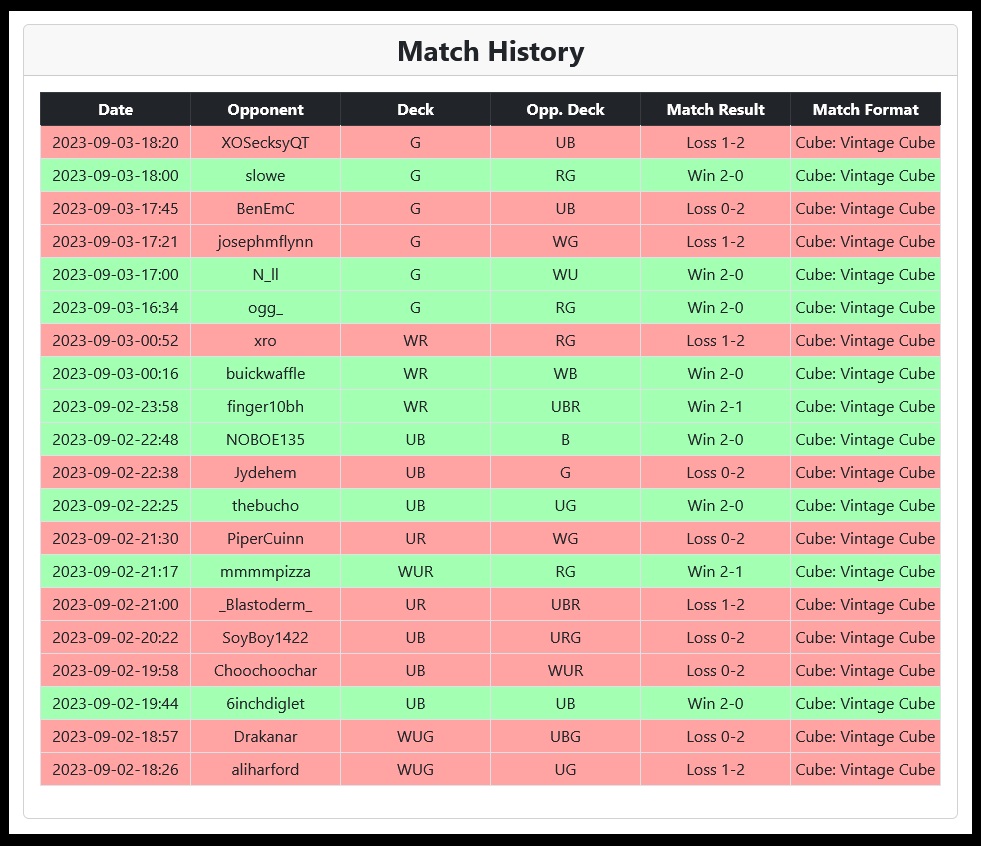 Match History
Date Opponent Deck Opp. Deck Match Result Match Format
2023-09-03-18:20 XOSecksyQT G UB Loss 1-2 Cube: Vintage Cube
2023-09-03-18:00 slowe G RG Win 2-0 Cube: Vintage Cube
2023-09-03-17:45 BenEmC G UB Loss 0-2 Cube: Vintage Cube
2023-09-03-17:21 josephmflynn G WG Loss 1-2 Cube: Vintage Cube
2023-09-03-17:00 N_ll G WU Win 2-0 Cube: Vintage Cube
2023-09-03-16:34 ogg_ G RG Win 2-0 Cube: Vintage Cube
2023-09-03-00:52 xro WR RG Loss 1-2 Cube: Vintage Cube
2023-09-03-00:16 buickwaffle WR WB Win 2-0 Cube: Vintage Cube
2023-09-02-23:58 finger10bh WR UBR Win 2-1 Cube: Vintage Cube
2023-09-02-22:48 NOBOE135 UB B Win 2-0 Cube: Vintage Cube
2023-09-02-22:38 Jydehem UB G Loss 0-2 Cube: Vintage Cube
2023-09-02-22:25 thebucho UB UG Win 2-0 Cube: Vintage Cube
2023-09-02-21:30 PiperCuinn UR WG Loss 0-2 Cube: Vintage Cube
2023-09-02-21:17 mmmmpizza WUR RG Win 2-1 Cube: Vintage Cube
2023-09-02-21:00 _Blastoderm_ UR UBR Loss 1-2 Cube: Vintage Cube
2023-09-02-20:22 SoyBoy1422 UB URG Loss 0-2 Cube: Vintage Cube
2023-09-02-19:58 Choochoochar UB WUR Loss 0-2 Cube: Vintage Cube
2023-09-02-19:44 6inchdiglet UB UB Win 2-0 Cube: Vintage Cube
2023-09-02-18:57 Drakanar WUG UBG Loss 0-2 Cube: Vintage Cube
2023-09-02-18:26 aliharford WUG UG Loss 1-2 Cube: Vintage Cube